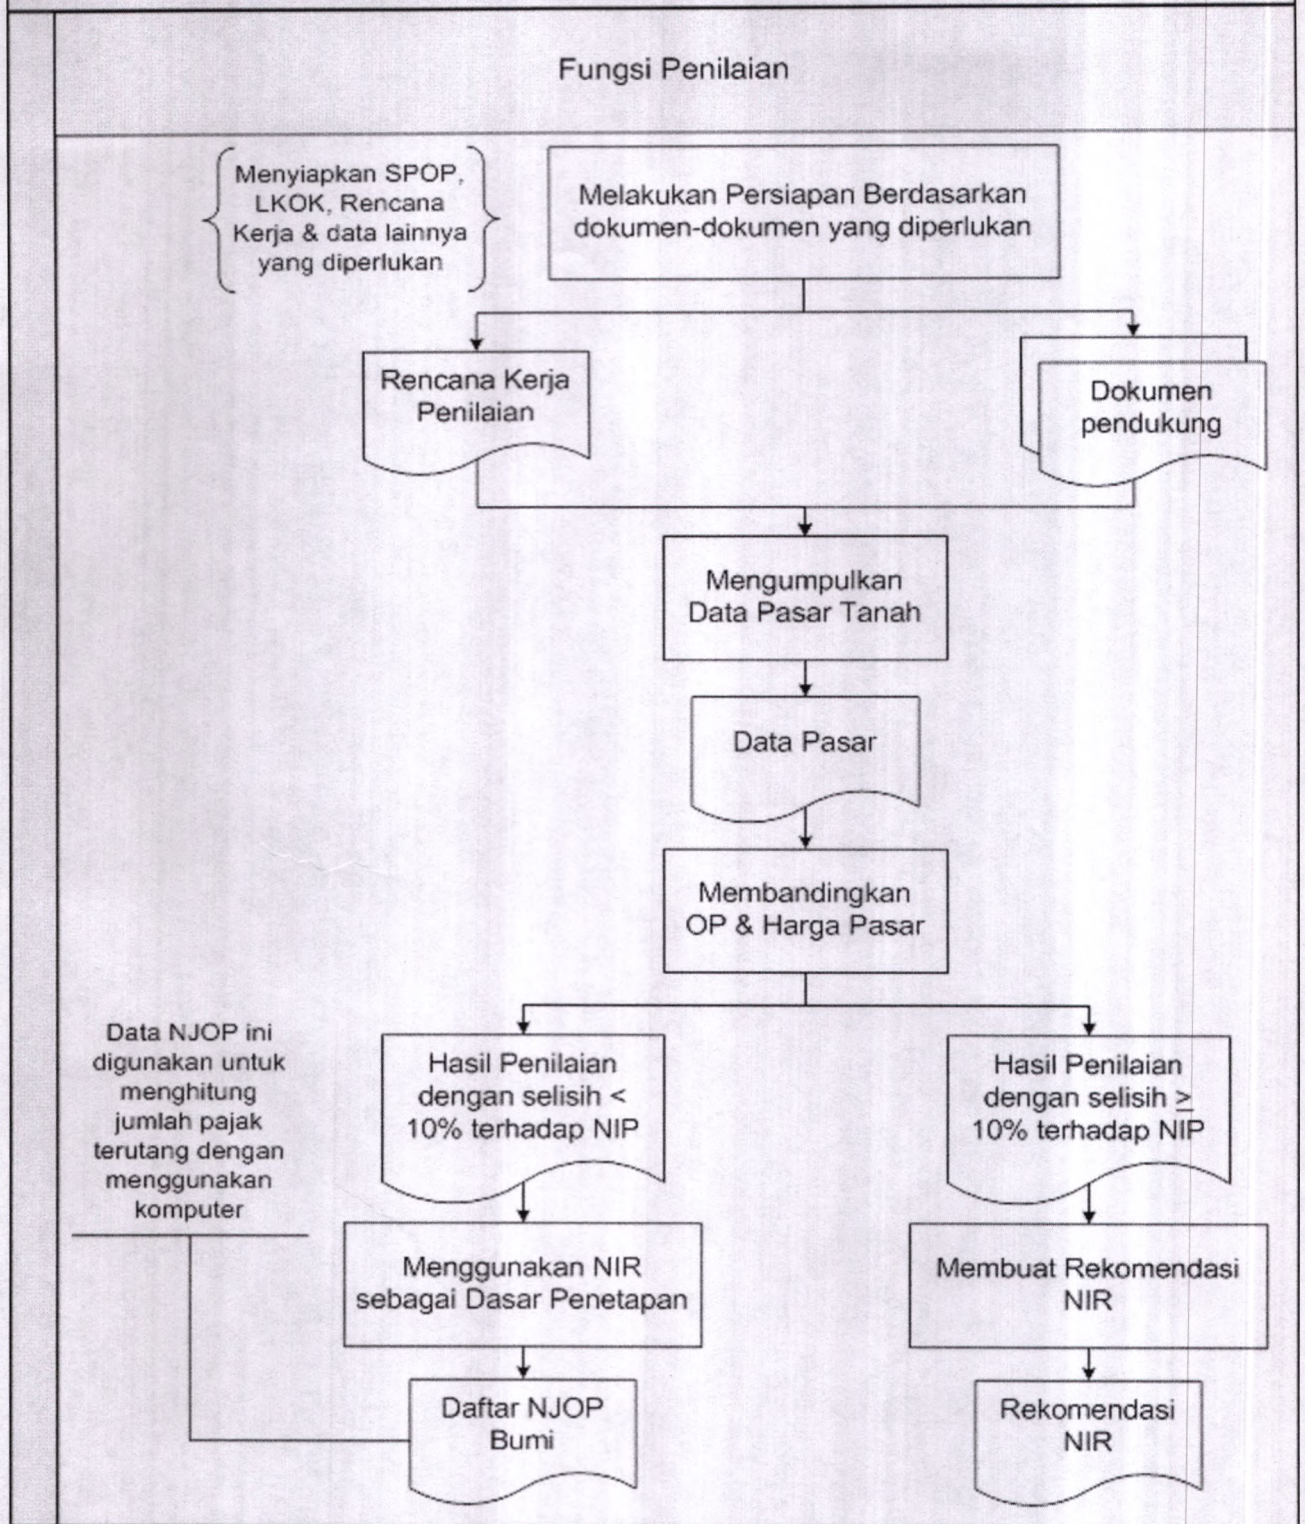 Fungsi Penilaian
Menyiapkan SPOP,
LKOK, Rencana
Kerja & data lainnya
yang diperlukan
Melakukan Persiapan Berdasarkan
dokumen-dokumen yang diperlukan
Rencana Kerja
Penilaian
Dokumen
pendukung
Mengumpulkan
Data Pasar Tanah
Data Pasar
Membandingkan
OP & Harga Pasar
Data NJOP ini
digunakan untuk
menghitung
jumlah pajak
terutang dengan
menggunakan
komputer
Hasil Penilaian
dengan selisih <
10% terhadap NIP
Hasil Penilaian
dengan selisih ≥
10% terhadap NIP
Menggunakan NIR
sebagai Dasar Penetapan
Membuat Rekomendasi
NIR
Daftar NJOP
Bumi
Rekomendasi
NIR